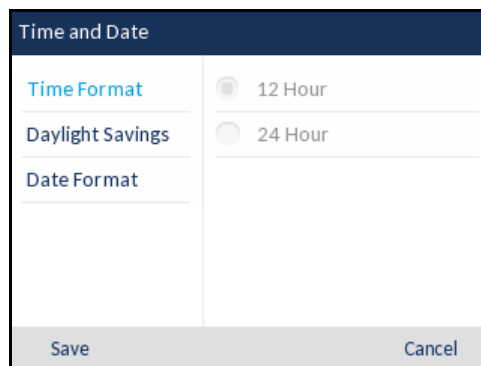 Time and Date
Time Format
12 Hour
Daylight Savings
24 Hour
Date Format
Save
Cancel